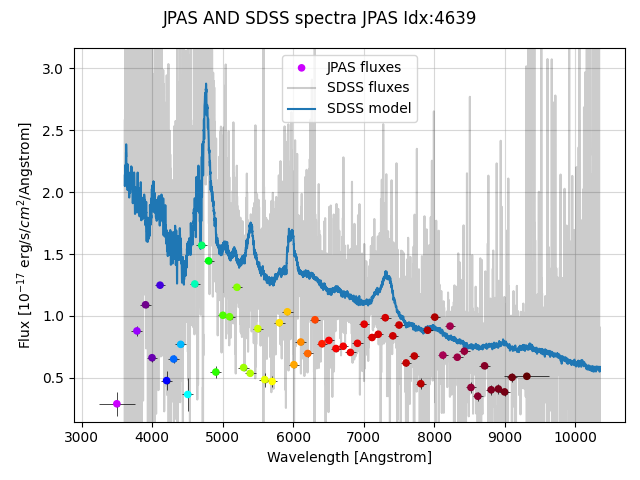 JPAS AND SDSS spectra JPAS Idx:4639
JPAS fluxes
SDSS fluxes
SDSS model
Flux [10⁻¹⁷ erg/s/cm²/Angstrom]
3.0
2.5
2.0
1.5
1.0
0.5
3000 4000 5000 6000 7000 8000 9000 10000
Wavelength [Angstrom]